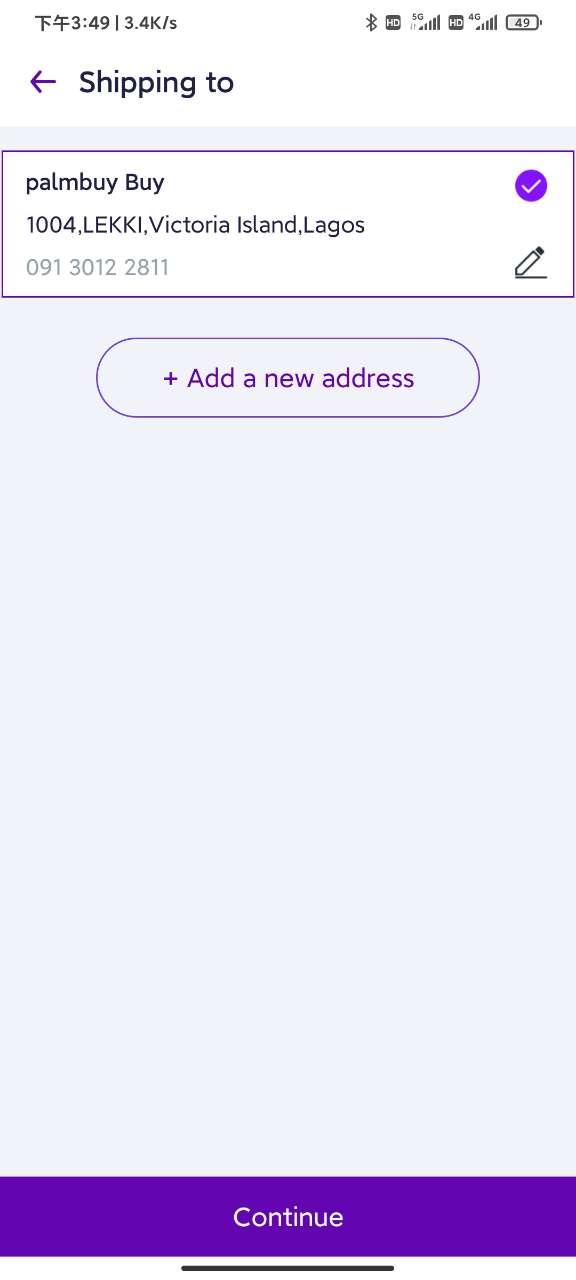 下午3:49 | 3.4K/s HD 5G HD 4G 49
Shipping to
palmbuy Buy
1004,LEKKI,Victoria Island,Lagos
091 3012 2811
+ Add a new address
Continue